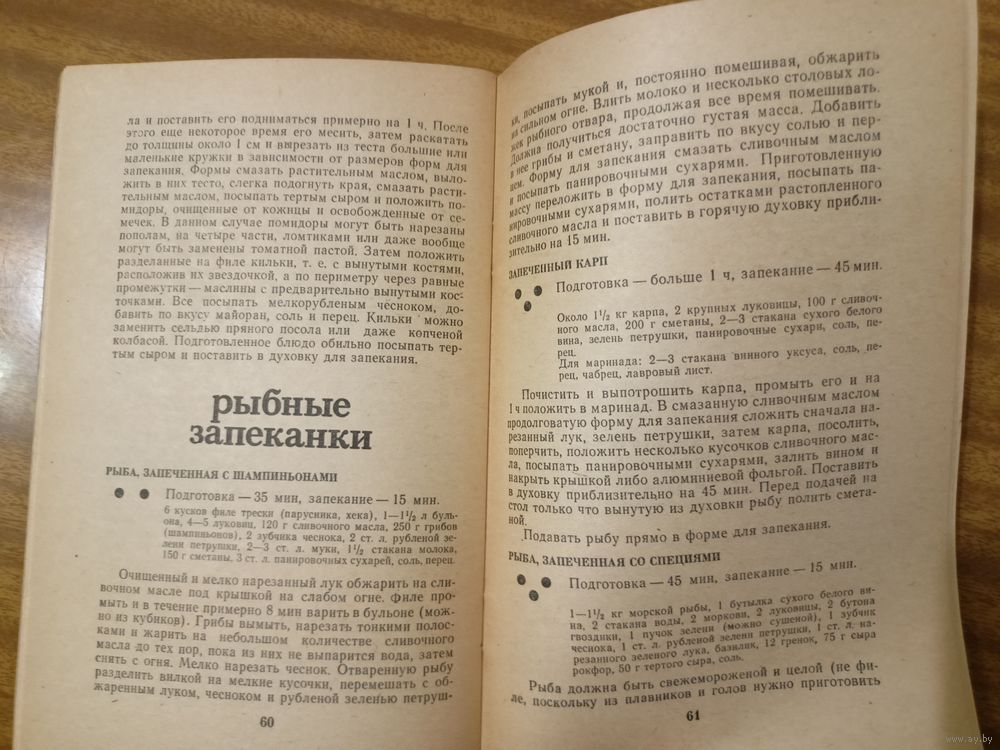 ла и поставить его подниматься примерно на 1 ч. После
этого еще некоторое время его месить, затем раскатать
до толщины около 1 см и вырезать из теста большие или
маленькие кружки в зависимости от размеров форм для
запекания. Формы смазать растительным маслом, выло-
жить в них тесто, слегка подогнуть края, смазать расти-
тельным маслом, посыпать тертым сыром и положить по-
мидоры, очищенные от кожицы и освобожденные от се-
мечек. В данном случае помидоры могут быть нарезаны
пополам, на четыре части, ломтиками или даже вообще
могут быть заменены томатной пастой. Затем положить
разделанные на филе кильки, т. е. с вынутыми костями,
расположив их звездочкой, а по периметру через равные
промежутки — маслины с предварительно вынутыми кос-
точками. Все посыпать мелкорубленым чесноком, до-
бавить по вкусу майоран, соль и перец. Кильки можно
заменить сельдью пряного посола или даже копченой
колбасой. Подготовленное блюдо обильно посыпать тер-
тым сыром и поставить в духовку для запекания.
рыбные
запеканки
РЫБА, ЗАПЕЧЕННАЯ С ШАМПИНЬОНАМИ
Подготовка — 35 мин, запекание — 15 мин.
6 кусков филе трески (парусника, хека), 1—1½ л буль-
она, 4—5 луковиц, 120 г сливочного масла, 250 г грибов
(шампиньонов), 2 зубчика чеснока, 2 ст. л. рубленой зе-
лени петрушки, 2—3 ст. л. муки, 1½ стакана молока,
150 г сметаны, 3 ст. л. панировочных сухарей, соль, перец.
Очищенный и мелко нарезанный лук обжарить на сли-
вочном масле под крышкой на слабом огне. Филе про-
мыть и в течение примерно 8 мин варить в бульоне (мож-
но из кубиков). Грибы вымыть, нарезать тонкими полос-
ками и жарить на небольшом количестве сливочного
масла до тех пор, пока из них не выпарится вода, затем
снять с огня. Мелко нарезать чеснок. Отваренную рыбу
разделить вилкой на мелкие кусочки, перемешать с об-
жаренным луком, чесноком и рубленой зеленью петруш-
60
ки, посыпать мукой и, постоянно помешивая, обжарить
на сильном огне. Влить молоко и несколько столовых ло-
жек рыбного отвара, продолжая все время помешивать.
Должна получиться достаточно густая масса. Добавить
в нее грибы и сметану, заправить по вкусу солью и пер-
цем. Форму для запекания смазать сливочным маслом
и посыпать панировочными сухарями. Приготовленную
массу переложить в форму для запекания, посыпать па-
нировочными сухарями, полить остатками растопленного
сливочного масла и поставить в горячую духовку прибли-
зительно на 15 мин.
ЗАПЕЧЕННЫЙ КАРП
Подготовка — больше 1 ч, запекание — 45 мин.
Около 1½ кг карпа, 2 крупных луковицы, 100 г сливоч-
ного масла, 200 г сметаны, 2—3 стакана сухого белого
вина, зелень петрушки, панировочные сухари, соль, пе-
рец.
Для маринада: 2—3 стакана винного уксуса, соль, пе-
рец, чабрец, лавровый лист.
Почистить и выпотрошить карпа, промыть его и на
1 ч положить в маринад. В смазанную сливочным маслом
продолговатую форму для запекания сложить сначала на-
резанный лук, зелень петрушки, затем карпа, посолить,
поперчить, положить несколько кусочков сливочного мас-
ла, посыпать панировочными сухарями, залить вином и
накрыть крышкой либо алюминиевой фольгой. Поставить
в духовку приблизительно на 45 мин. Перед подачей на
стол только что вынутую из духовки рыбу полить смета-
ной.
Подавать рыбу прямо в форме для запекания.
РЫБА, ЗАПЕЧЕННАЯ СО СПЕЦИЯМИ
Подготовка — 45 мин, запекание — 15 мин.
1—1½ кг морской рыбы, 1 бутылка сухого белого ви-
на, 2 стакана воды, 2 моркови, 2 луковицы, 2 бутона
гвоздики, 1 пучок зелени (можно сушеной), 1 зубчик
чеснока, 1 ст. л. рубленой зелени петрушки, 1 ст. л. на-
резанного зеленого лука, базилик, 12 гренок, 75 г сыра
рокфор, 50 г тертого сыра, соль.
Рыба должна быть свежемороженой и целой (не фи-
ле, поскольку из плавников и голов нужно приготовить
61
www.ay.by